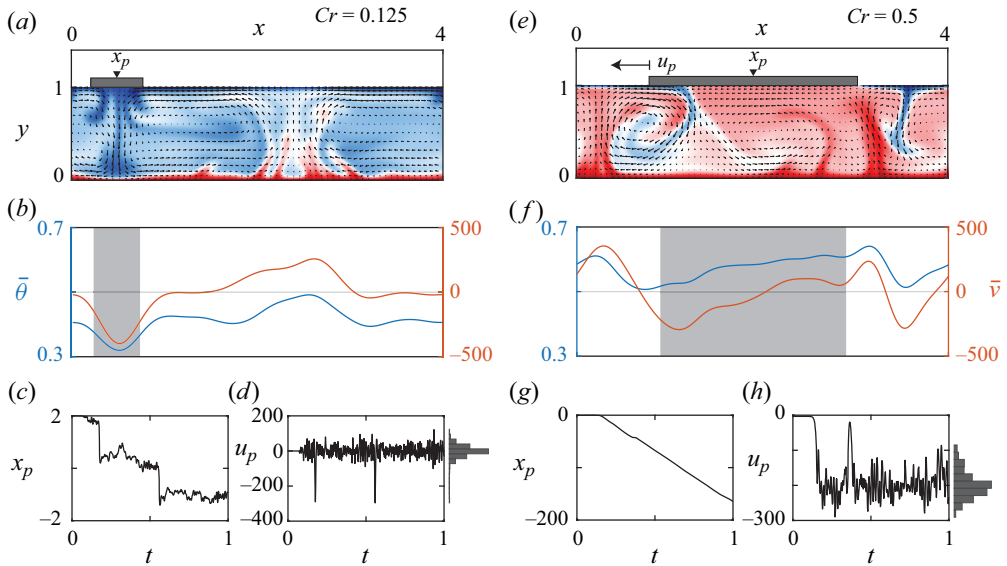 (a) Cr = 0.125
0 x 4
x_p
1
y
0
(b)
0.7 500
θ̄ 0
0.3 −500
(c) (d)
2 200
x_p 0 u_p 0
−200
−2 −400
0 1 0 1
t t
(e) Cr = 0.5
0 x 4
u_p x_p
1
0
(f)
0.7 500
0 v̄
0.3 −500
(g) (h)
0 0
x_p u_p
−200 −300
0 1 0 1
t t